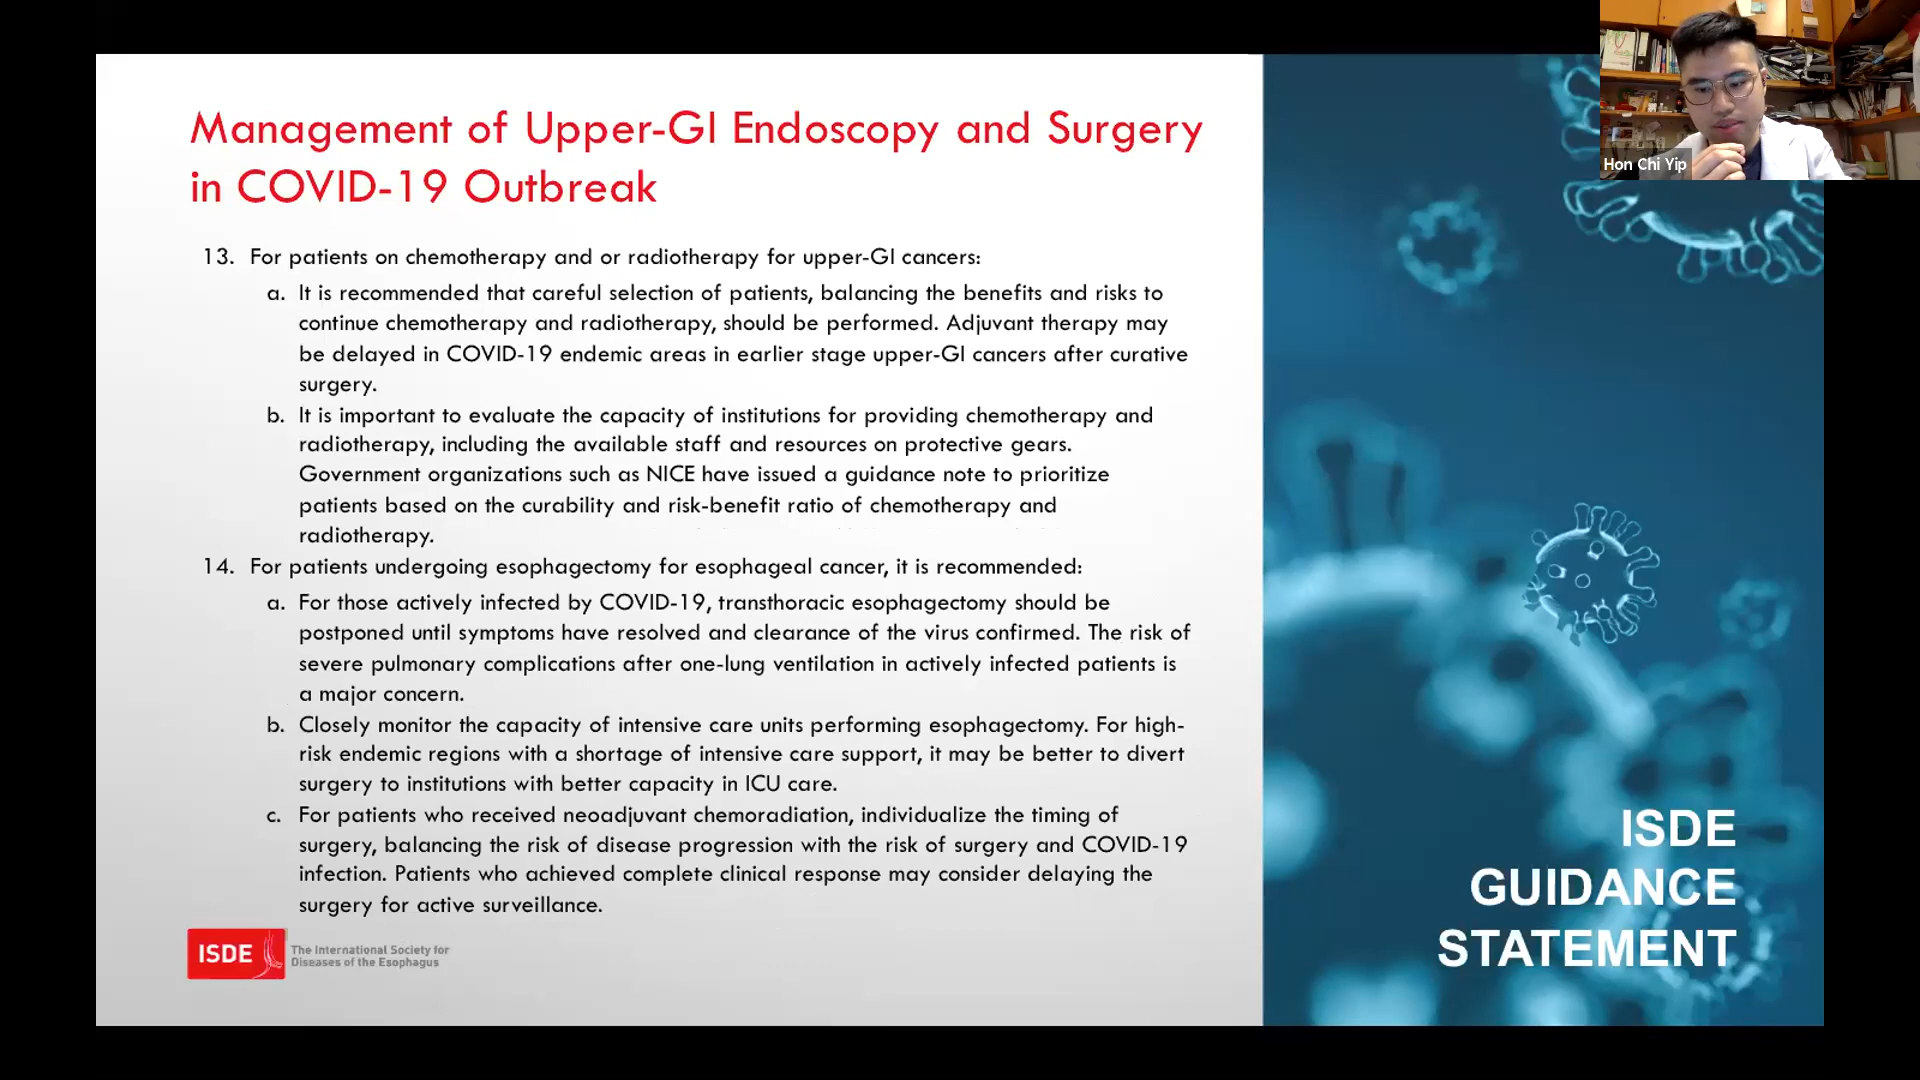 Management of Upper-GI Endoscopy and Surgery
in COVID-19 Outbreak
13. For patients on chemotherapy and or radiotherapy for upper-GI cancers:
a. It is recommended that careful selection of patients, balancing the benefits and risks to
continue chemotherapy and radiotherapy, should be performed. Adjuvant therapy may
be delayed in COVID-19 endemic areas in earlier stage upper-GI cancers after curative
surgery.
b. It is important to evaluate the capacity of institutions for providing chemotherapy and
radiotherapy, including the available staff and resources on protective gears.
Government organizations such as NICE have issued a guidance note to prioritize
patients based on the curability and risk-benefit ratio of chemotherapy and
radiotherapy.
14. For patients undergoing esophagectomy for esophageal cancer, it is recommended:
a. For those actively infected by COVID-19, transthoracic esophagectomy should be
postponed until symptoms have resolved and clearance of the virus confirmed. The risk of
severe pulmonary complications after one-lung ventilation in actively infected patients is
a major concern.
b. Closely monitor the capacity of intensive care units performing esophagectomy. For high-
risk endemic regions with a shortage of intensive care support, it may be better to divert
surgery to institutions with better capacity in ICU care.
c. For patients who received neoadjuvant chemoradiation, individualize the timing of
surgery, balancing the risk of disease progression with the risk of surgery and COVID-19
infection. Patients who achieved complete clinical response may consider delaying the
surgery for active surveillance.
ISDE
The International Society for
Diseases of the Esophagus
ISDE
GUIDANCE
STATEMENT
Hon Chi Yip